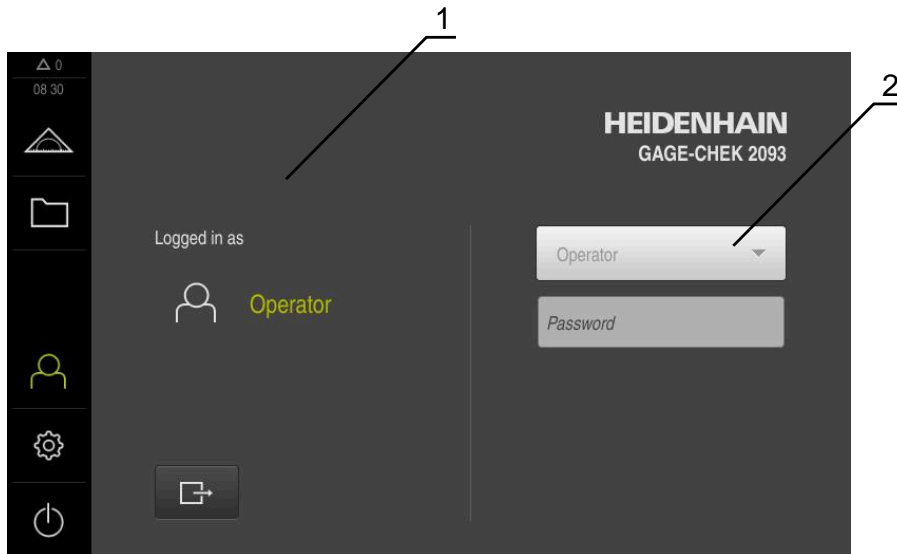 1
0
08 30
2
HEIDENHAIN
GAGE-CHEK 2093
Logged in as
Operator
Operator
Password